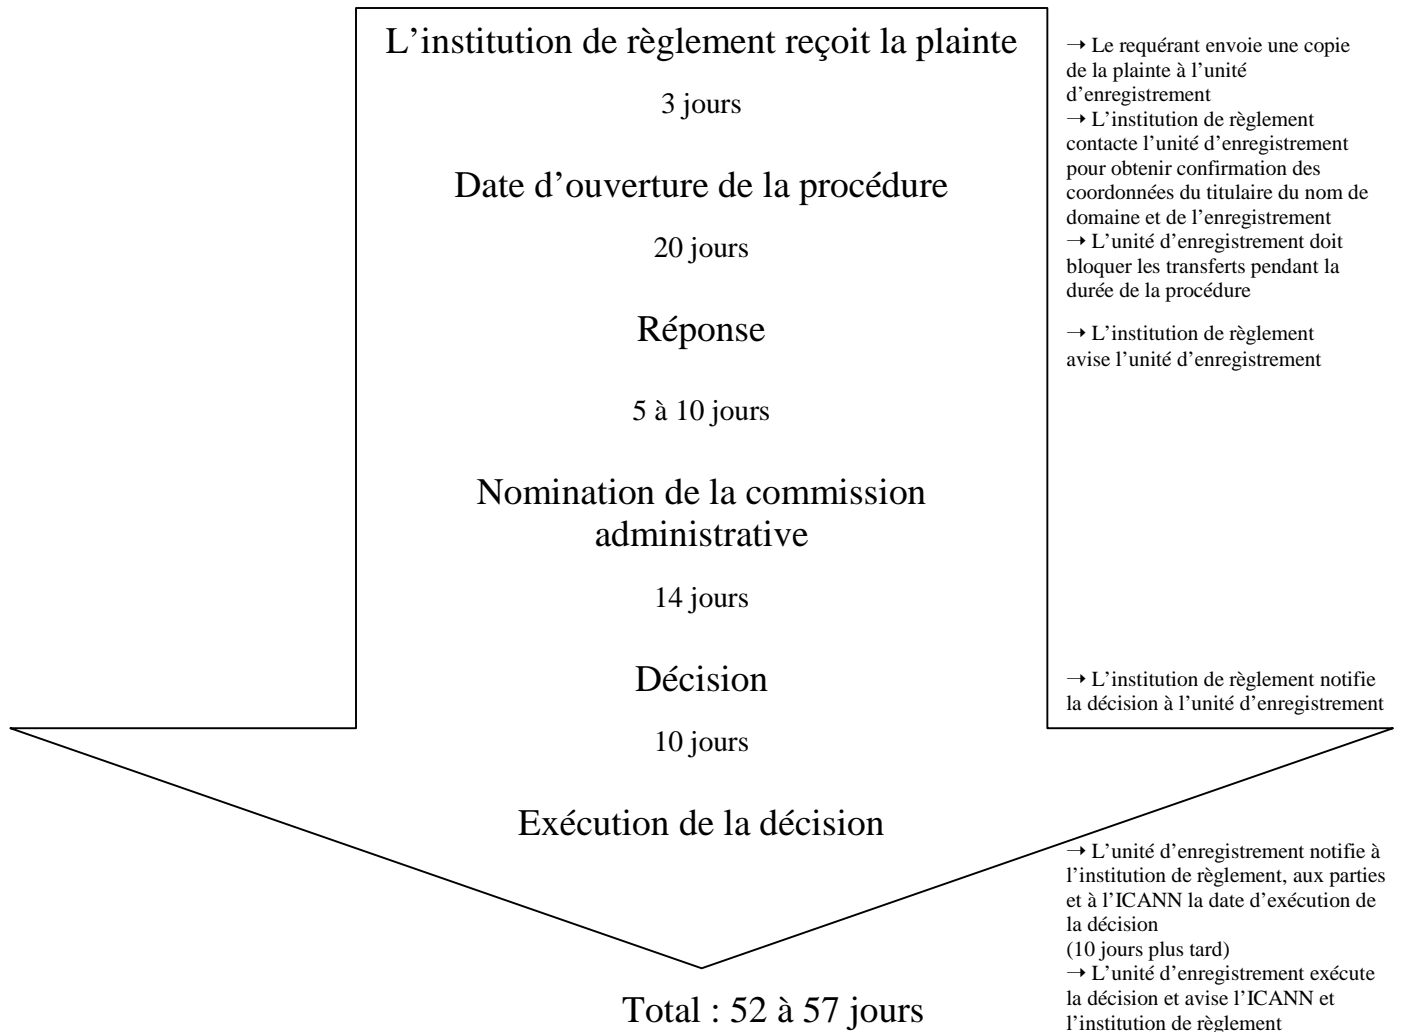 L’institution de règlement reçoit la plainte
3 jours
Date d’ouverture de la procédure
20 jours
Réponse
5 à 10 jours
Nomination de la commission
administrative
14 jours
Décision
10 jours
Exécution de la décision
Total : 52 à 57 jours
→ Le requérant envoie une copie
de la plainte à l’unité
d’enregistrement
→ L’institution de règlement
contacte l’unité d’enregistrement
pour obtenir confirmation des
coordonnées du titulaire du nom de
domaine et de l’enregistrement
→ L’unité d’enregistrement doit
bloquer les transferts pendant la
durée de la procédure
→ L’institution de règlement
avise l’unité d’enregistrement
→ L’institution de règlement notifie
la décision à l’unité d’enregistrement
→ L’unité d’enregistrement notifie à
l’institution de règlement, aux parties
et à l’ICANN la date d’exécution de
la décision
(10 jours plus tard)
→ L’unité d’enregistrement exécute
la décision et avise l’ICANN et
l’institution de règlement